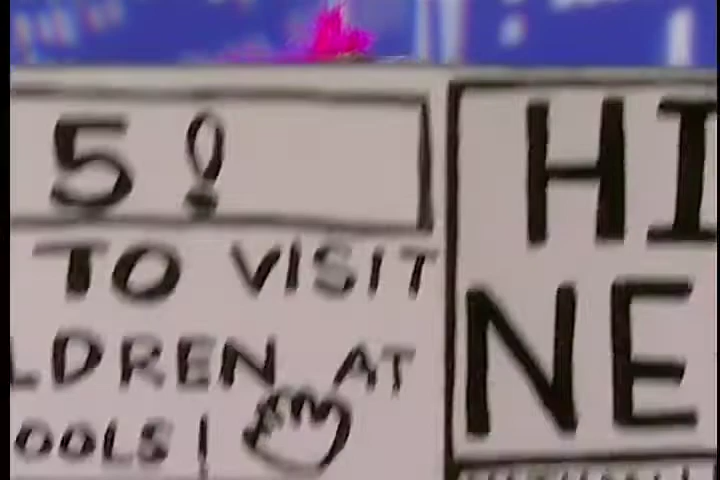 5!
TO VISIT
LDREN AT
OOLS!
HI
NE